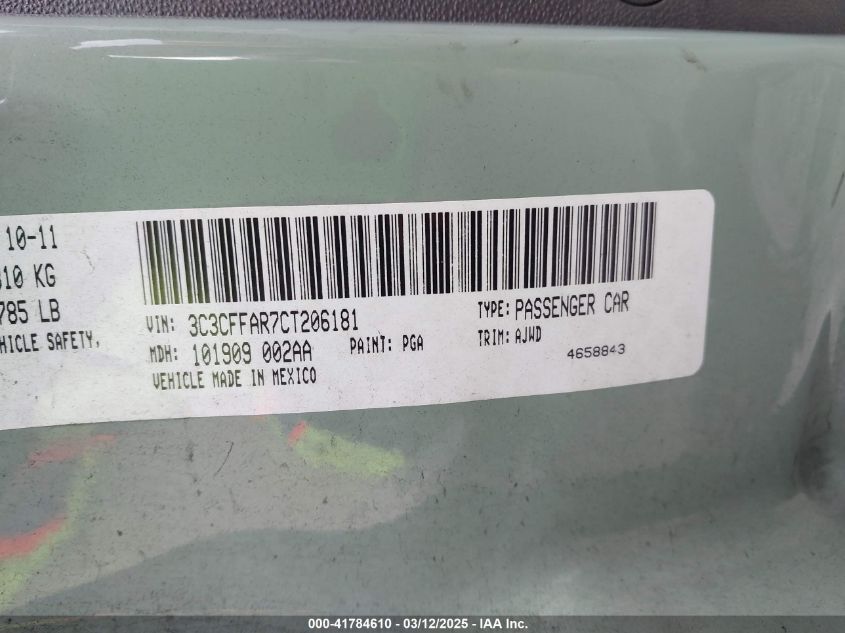 10-11
810 KG
785 LB
HICLE SAFETY,
VIN: 3C3CFFAR7CT206181
TYPE: PASSENGER CAR
MDH: 101909 002AA
PAINT: PGA
TRIM: AJWD
VEHICLE MADE IN MEXICO
4658843
000-41784610 - 03/12/2025 - IAA Inc.